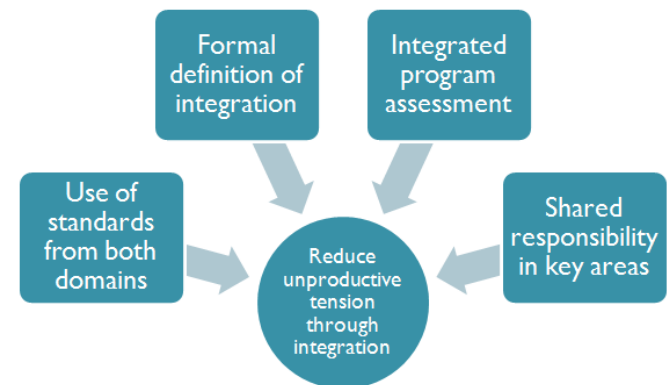 Formal
definition of
integration
Integrated
program
assessment
Use of
standards
from both
domains
Shared
responsibility
in key areas
Reduce
unproductive
tension
through
integration